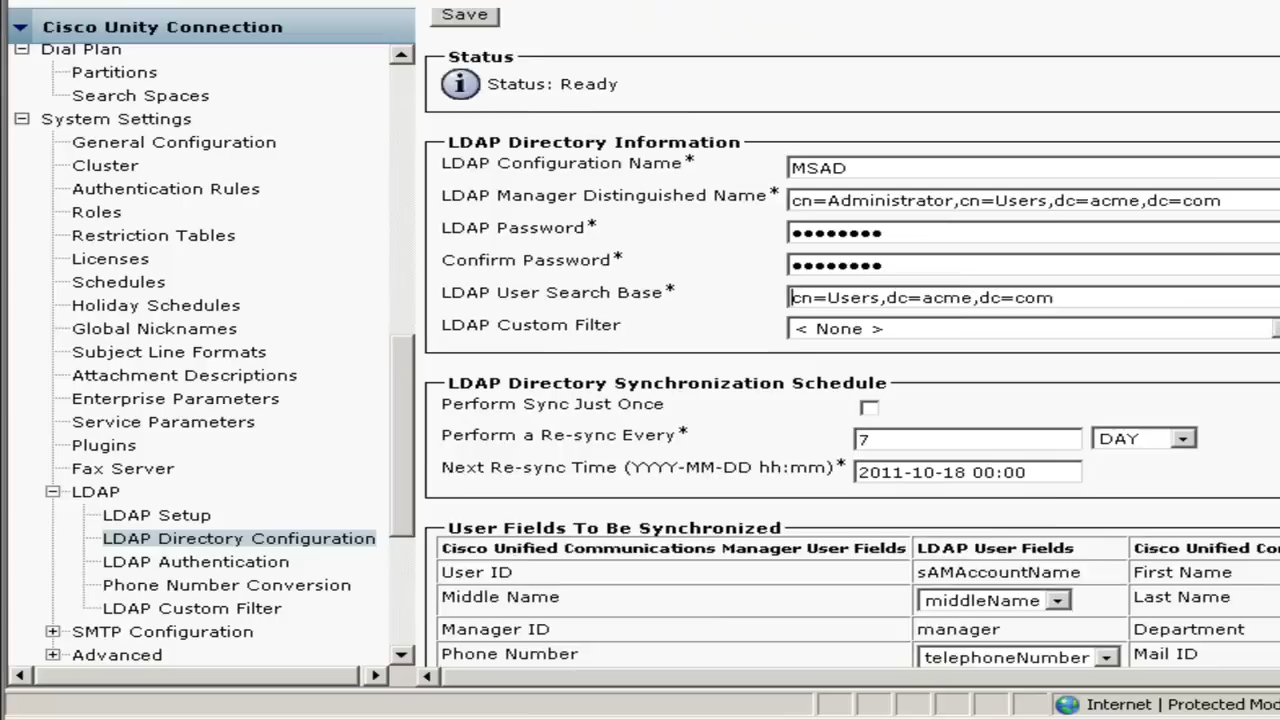 Cisco Unity Connection
Dial Plan
Partitions
Search Spaces
System Settings
General Configuration
Cluster
Authentication Rules
Roles
Restriction Tables
Licenses
Schedules
Holiday Schedules
Global Nicknames
Subject Line Formats
Attachment Descriptions
Enterprise Parameters
Service Parameters
Plugins
Fax Server
LDAP
LDAP Setup
LDAP Directory Configuration
LDAP Authentication
Phone Number Conversion
LDAP Custom Filter
SMTP Configuration
Advanced
Save
Status
Status: Ready
LDAP Directory Information
LDAP Configuration Name* MSAD
LDAP Manager Distinguished Name* cn=Administrator,cn=Users,dc=acme,dc=com
LDAP Password* ••••••••
Confirm Password* ••••••••
LDAP User Search Base* cn=Users,dc=acme,dc=com
LDAP Custom Filter < None >
LDAP Directory Synchronization Schedule
Perform Sync Just Once
Perform a Re-sync Every* 7 DAY
Next Re-sync Time (YYYY-MM-DD hh:mm)* 2011-10-18 00:00
User Fields To Be Synchronized
Cisco Unified Communications Manager User Fields LDAP User Fields Cisco Unified Co
User ID sAMAccountName First Name
Middle Name middleName Last Name
Manager ID manager Department
Phone Number telephoneNumber Mail ID
Internet | Protected Mo